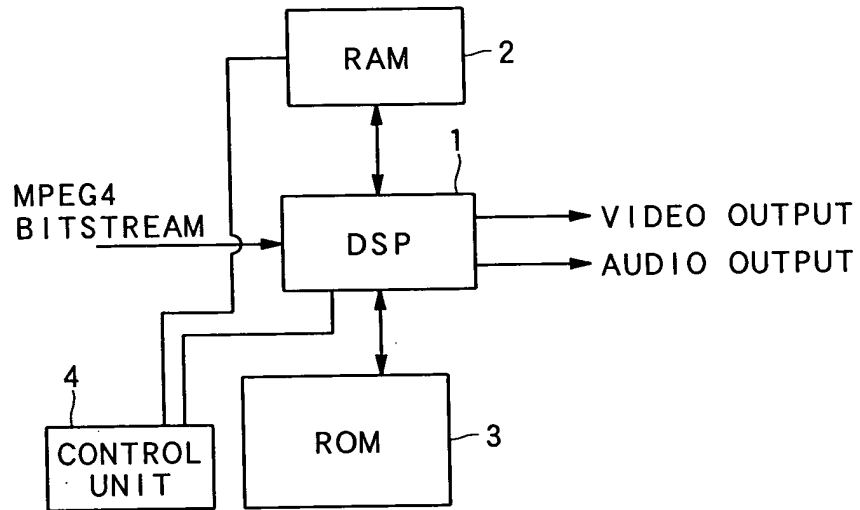 RAM
2
1
MPEG4
BITSTREAM
DSP
VIDEO OUTPUT
AUDIO OUTPUT
4
CONTROL
UNIT
ROM
3